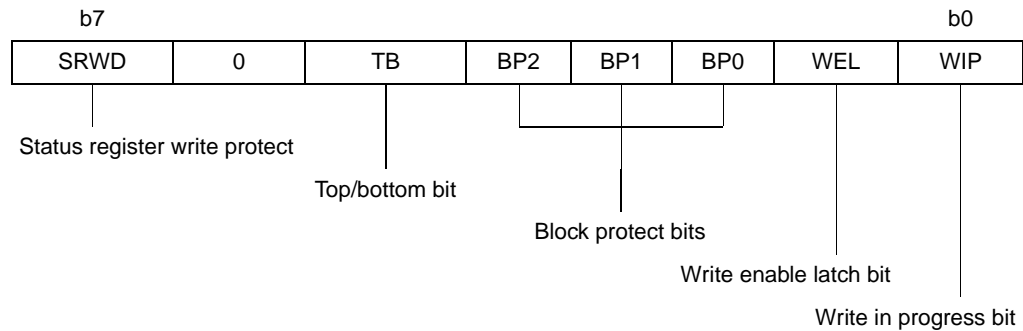 b7 b0
SRWD 0 TB BP2 BP1 BP0 WEL WIP
Status register write protect
Top/bottom bit
Block protect bits
Write enable latch bit
Write in progress bit